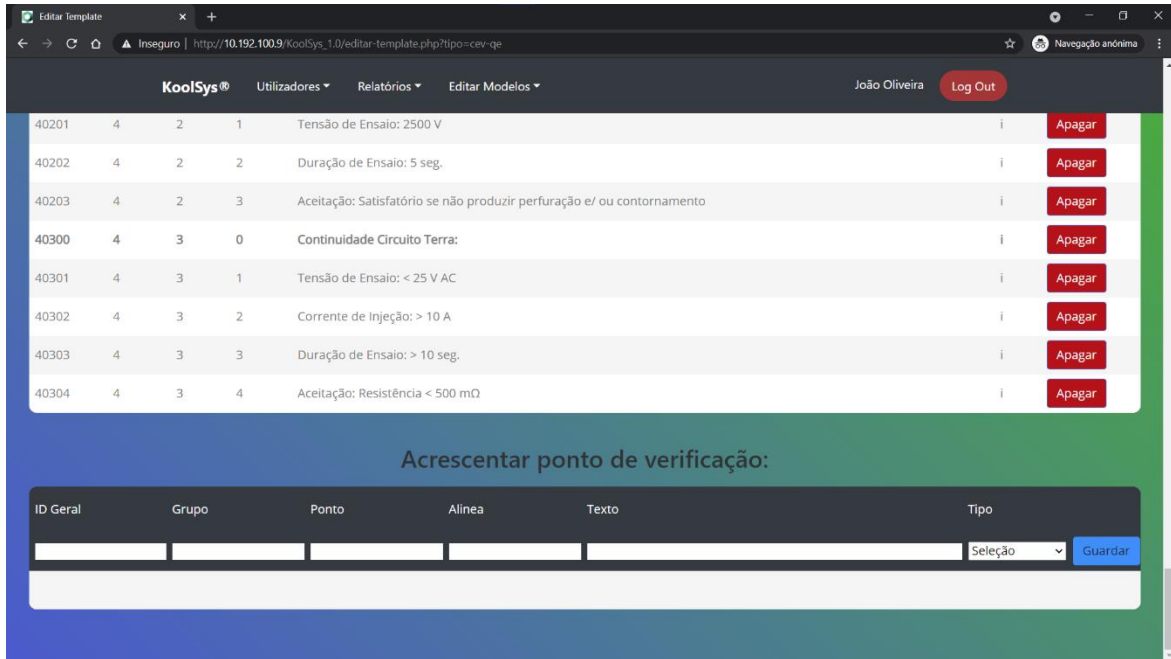 Editar Template
Inseguro | http://10.192.100.9/KoolSys_1.0/editar-template.php?tipo=cev-qe Navegação anónima
KoolSys® Utilizadores Relatórios Editar Modelos João Oliveira Log Out
40201 4 2 1 Tensão de Ensaio: 2500 V i Apagar
40202 4 2 2 Duração de Ensaio: 5 seg. i Apagar
40203 4 2 3 Aceitação: Satisfatório se não produzir perfuração e/ ou contornamento i Apagar
40300 4 3 0 Continuidade Circuito Terra: i Apagar
40301 4 3 1 Tensão de Ensaio: < 25 V AC i Apagar
40302 4 3 2 Corrente de Injeção: > 10 A i Apagar
40303 4 3 3 Duração de Ensaio: > 10 seg. i Apagar
40304 4 3 4 Aceitação: Resistência < 500 mΩ i Apagar
Acrescentar ponto de verificação:
ID Geral Grupo Ponto Alinea Texto Tipo
Seleção Guardar